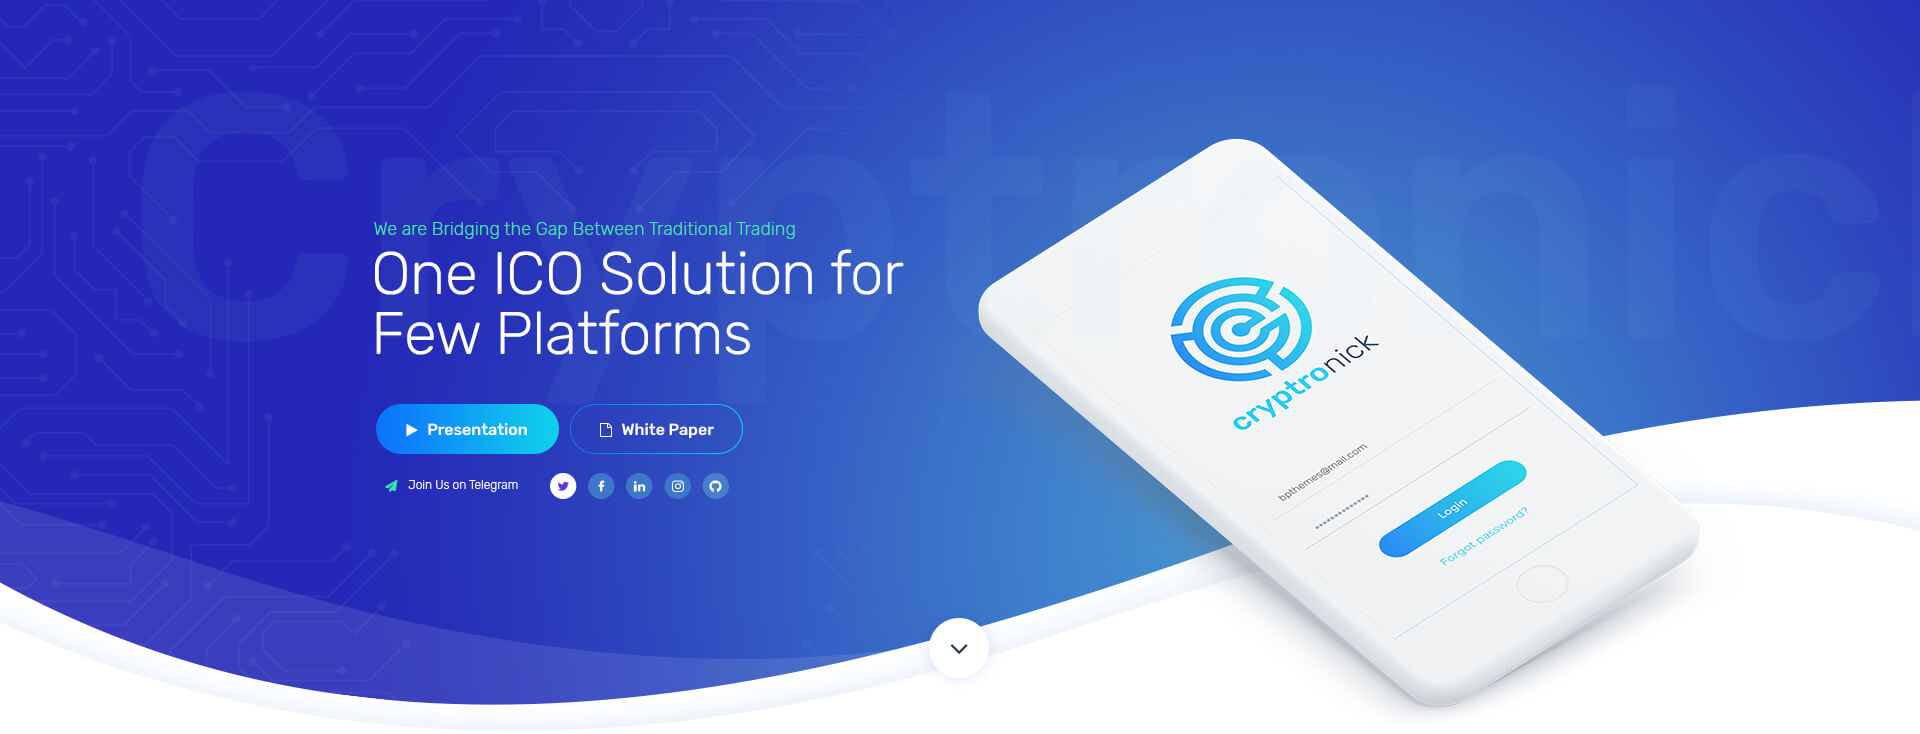 Cryptronic
We are Bridging the Gap Between Traditional Trading
One ICO Solution for
Few Platforms
Presentation
White Paper
Join Us on Telegram
cryptronick
bpthemes@mail.com
**************
Login
Forgot password?